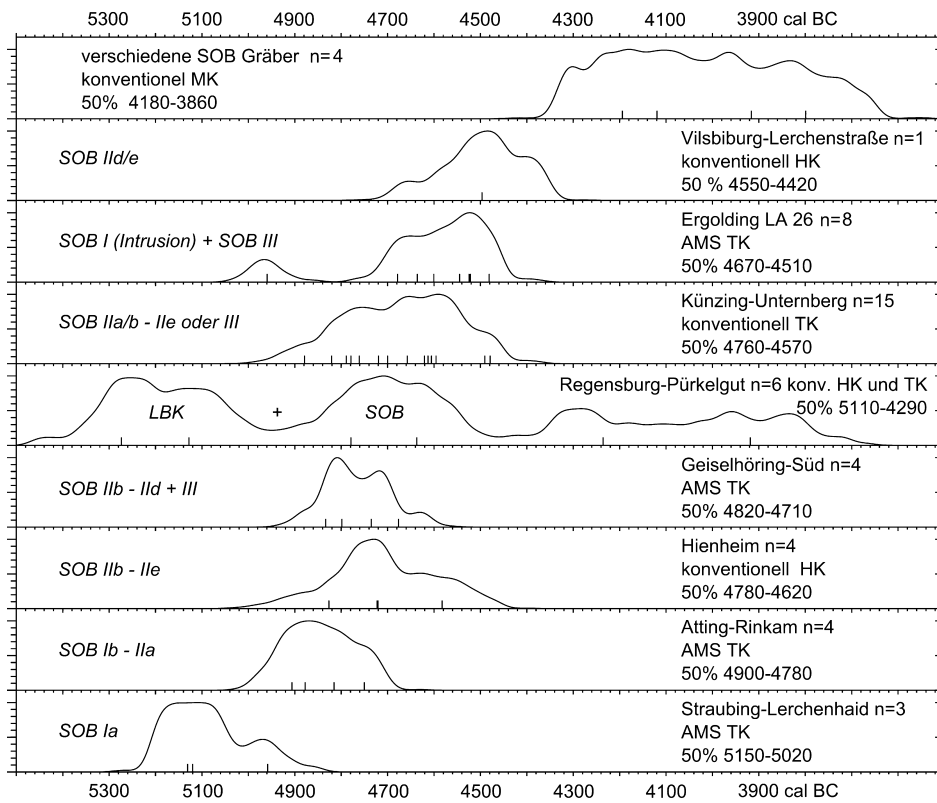 5300 5100 4900 4700 4500 4300 4100 3900 cal BC
verschiedene SOB Gräber n=4
konventionel MK
50% 4180-3860
SOB IId/e
Vilsbiburg-Lerchenstraße n=1
konventionell HK
50 % 4550-4420
SOB I (Intrusion) + SOB III
Ergolding LA 26 n=8
AMS TK
50% 4670-4510
SOB IIa/b - IIe oder III
Künzing-Unternberg n=15
konventionell TK
50% 4760-4570
LBK + SOB
Regensburg-Pürkelgut n=6 konv. HK und TK
50% 5110-4290
SOB IIb - IId + III
Geiselhöring-Süd n=4
AMS TK
50% 4820-4710
SOB IIb - IIe
Hienheim n=4
konventionell HK
50% 4780-4620
SOB Ib - IIa
Atting-Rinkam n=4
AMS TK
50% 4900-4780
SOB Ia
Straubing-Lerchenhaid n=3
AMS TK
50% 5150-5020
5300 5100 4900 4700 4500 4300 4100 3900 cal BC